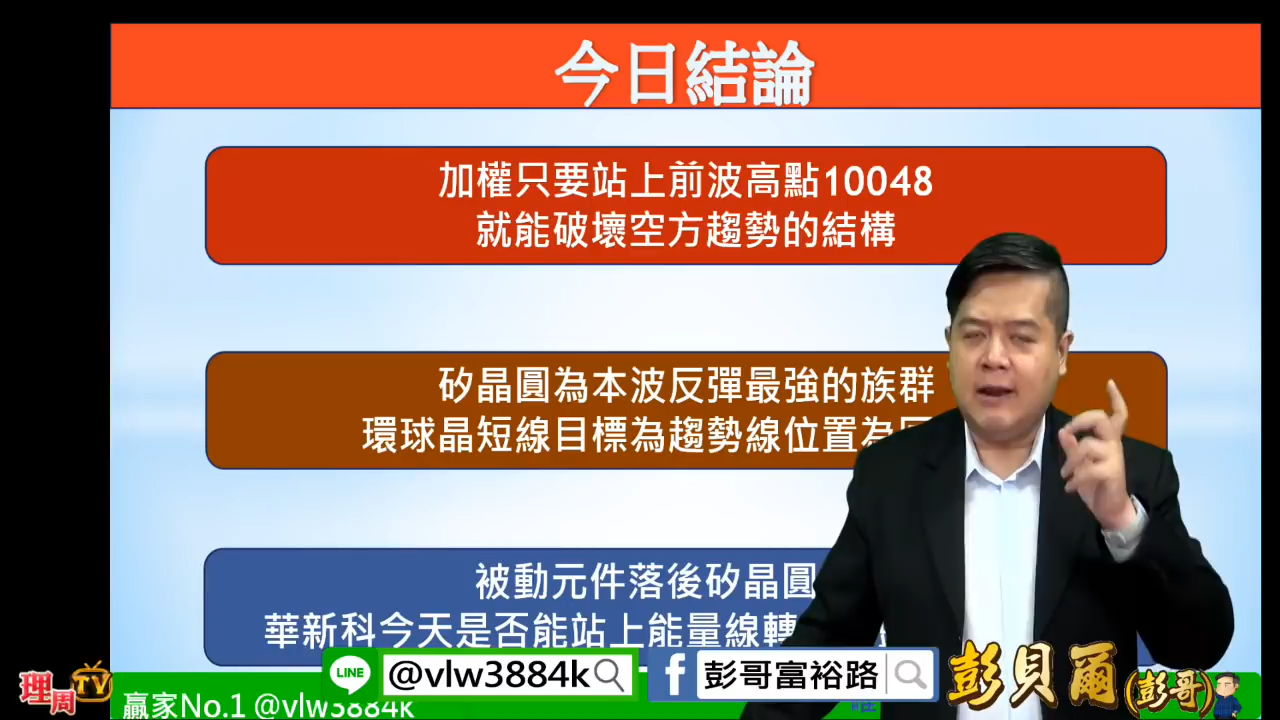 今日結論
加權只要站上前波高點10048
就能破壞空方趨勢的結構
矽晶圓為本波反彈最強的族群
環球晶短線目標為趨勢線位置為
被動元件落後矽晶圓
華新科今天是否能站上能量線轉
LINE @vlw3884k
f 彭哥富裕路
彭貝爾(彭哥)
理周TV
贏家No.1 @vlw3884k